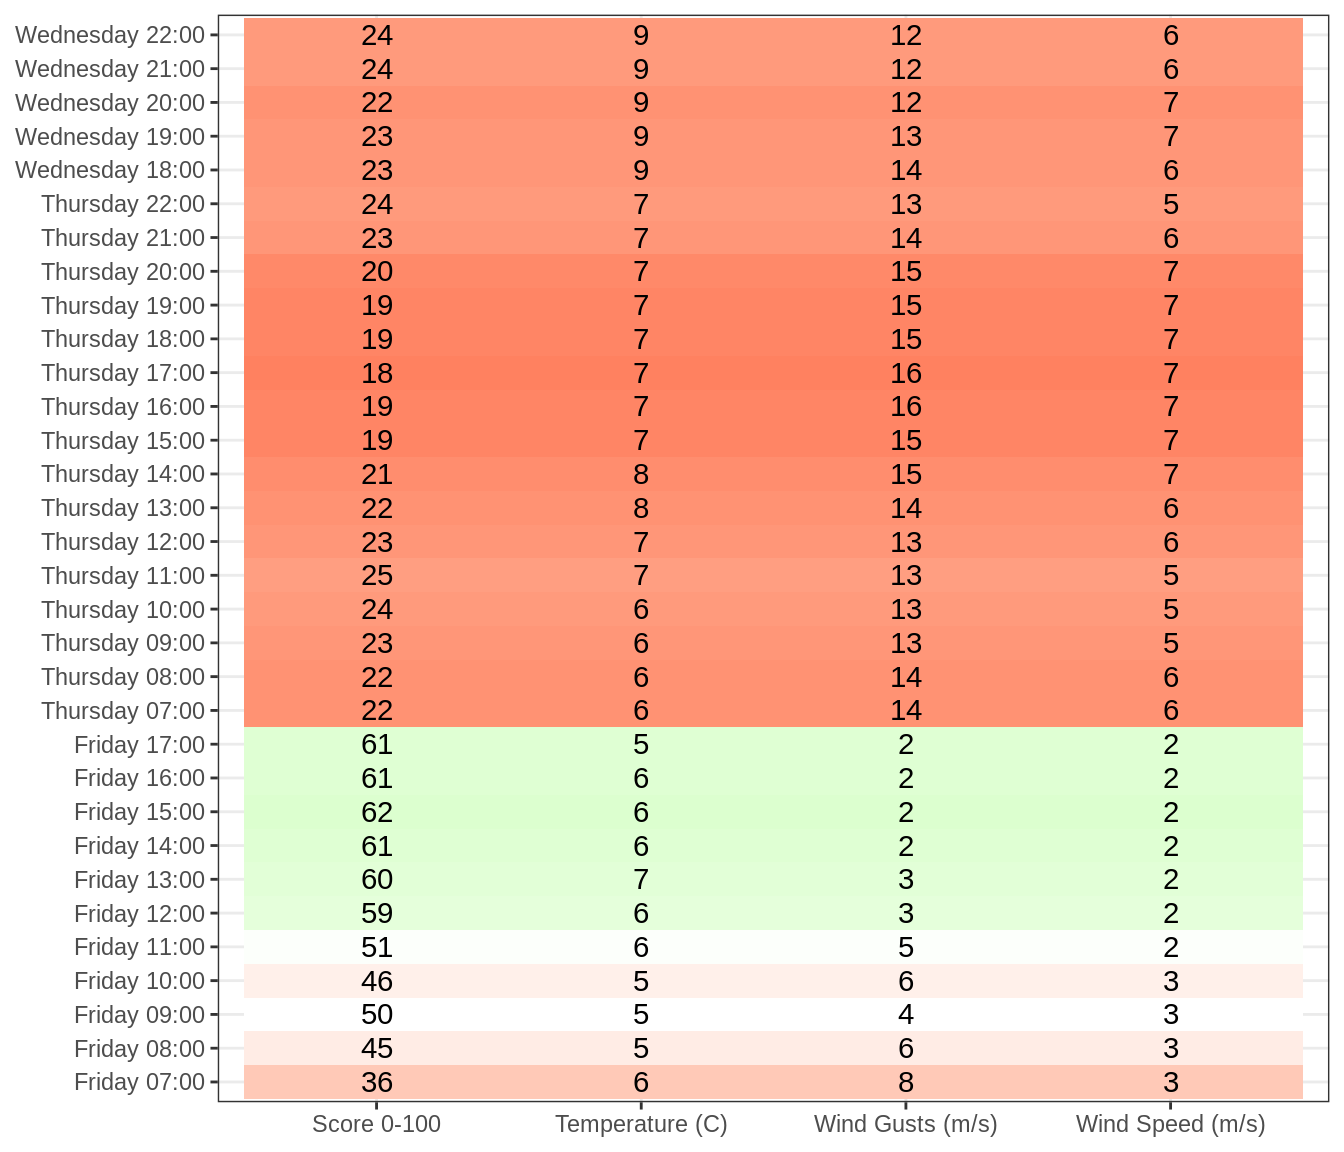 Wednesday 22:00 24 9 12 6
Wednesday 21:00 24 9 12 6
Wednesday 20:00 22 9 12 7
Wednesday 19:00 23 9 13 7
Wednesday 18:00 23 9 14 6
Thursday 22:00 24 7 13 5
Thursday 21:00 23 7 14 6
Thursday 20:00 20 7 15 7
Thursday 19:00 19 7 15 7
Thursday 18:00 19 7 15 7
Thursday 17:00 18 7 16 7
Thursday 16:00 19 7 16 7
Thursday 15:00 19 7 15 7
Thursday 14:00 21 8 15 7
Thursday 13:00 22 8 14 6
Thursday 12:00 23 7 13 6
Thursday 11:00 25 7 13 5
Thursday 10:00 24 6 13 5
Thursday 09:00 23 6 13 5
Thursday 08:00 22 6 14 6
Thursday 07:00 22 6 14 6
Friday 17:00 61 5 2 2
Friday 16:00 61 6 2 2
Friday 15:00 62 6 2 2
Friday 14:00 61 6 2 2
Friday 13:00 60 7 3 2
Friday 12:00 59 6 3 2
Friday 11:00 51 6 5 2
Friday 10:00 46 5 6 3
Friday 09:00 50 5 4 3
Friday 08:00 45 5 6 3
Friday 07:00 36 6 8 3
Score 0-100 Temperature (C) Wind Gusts (m/s) Wind Speed (m/s)